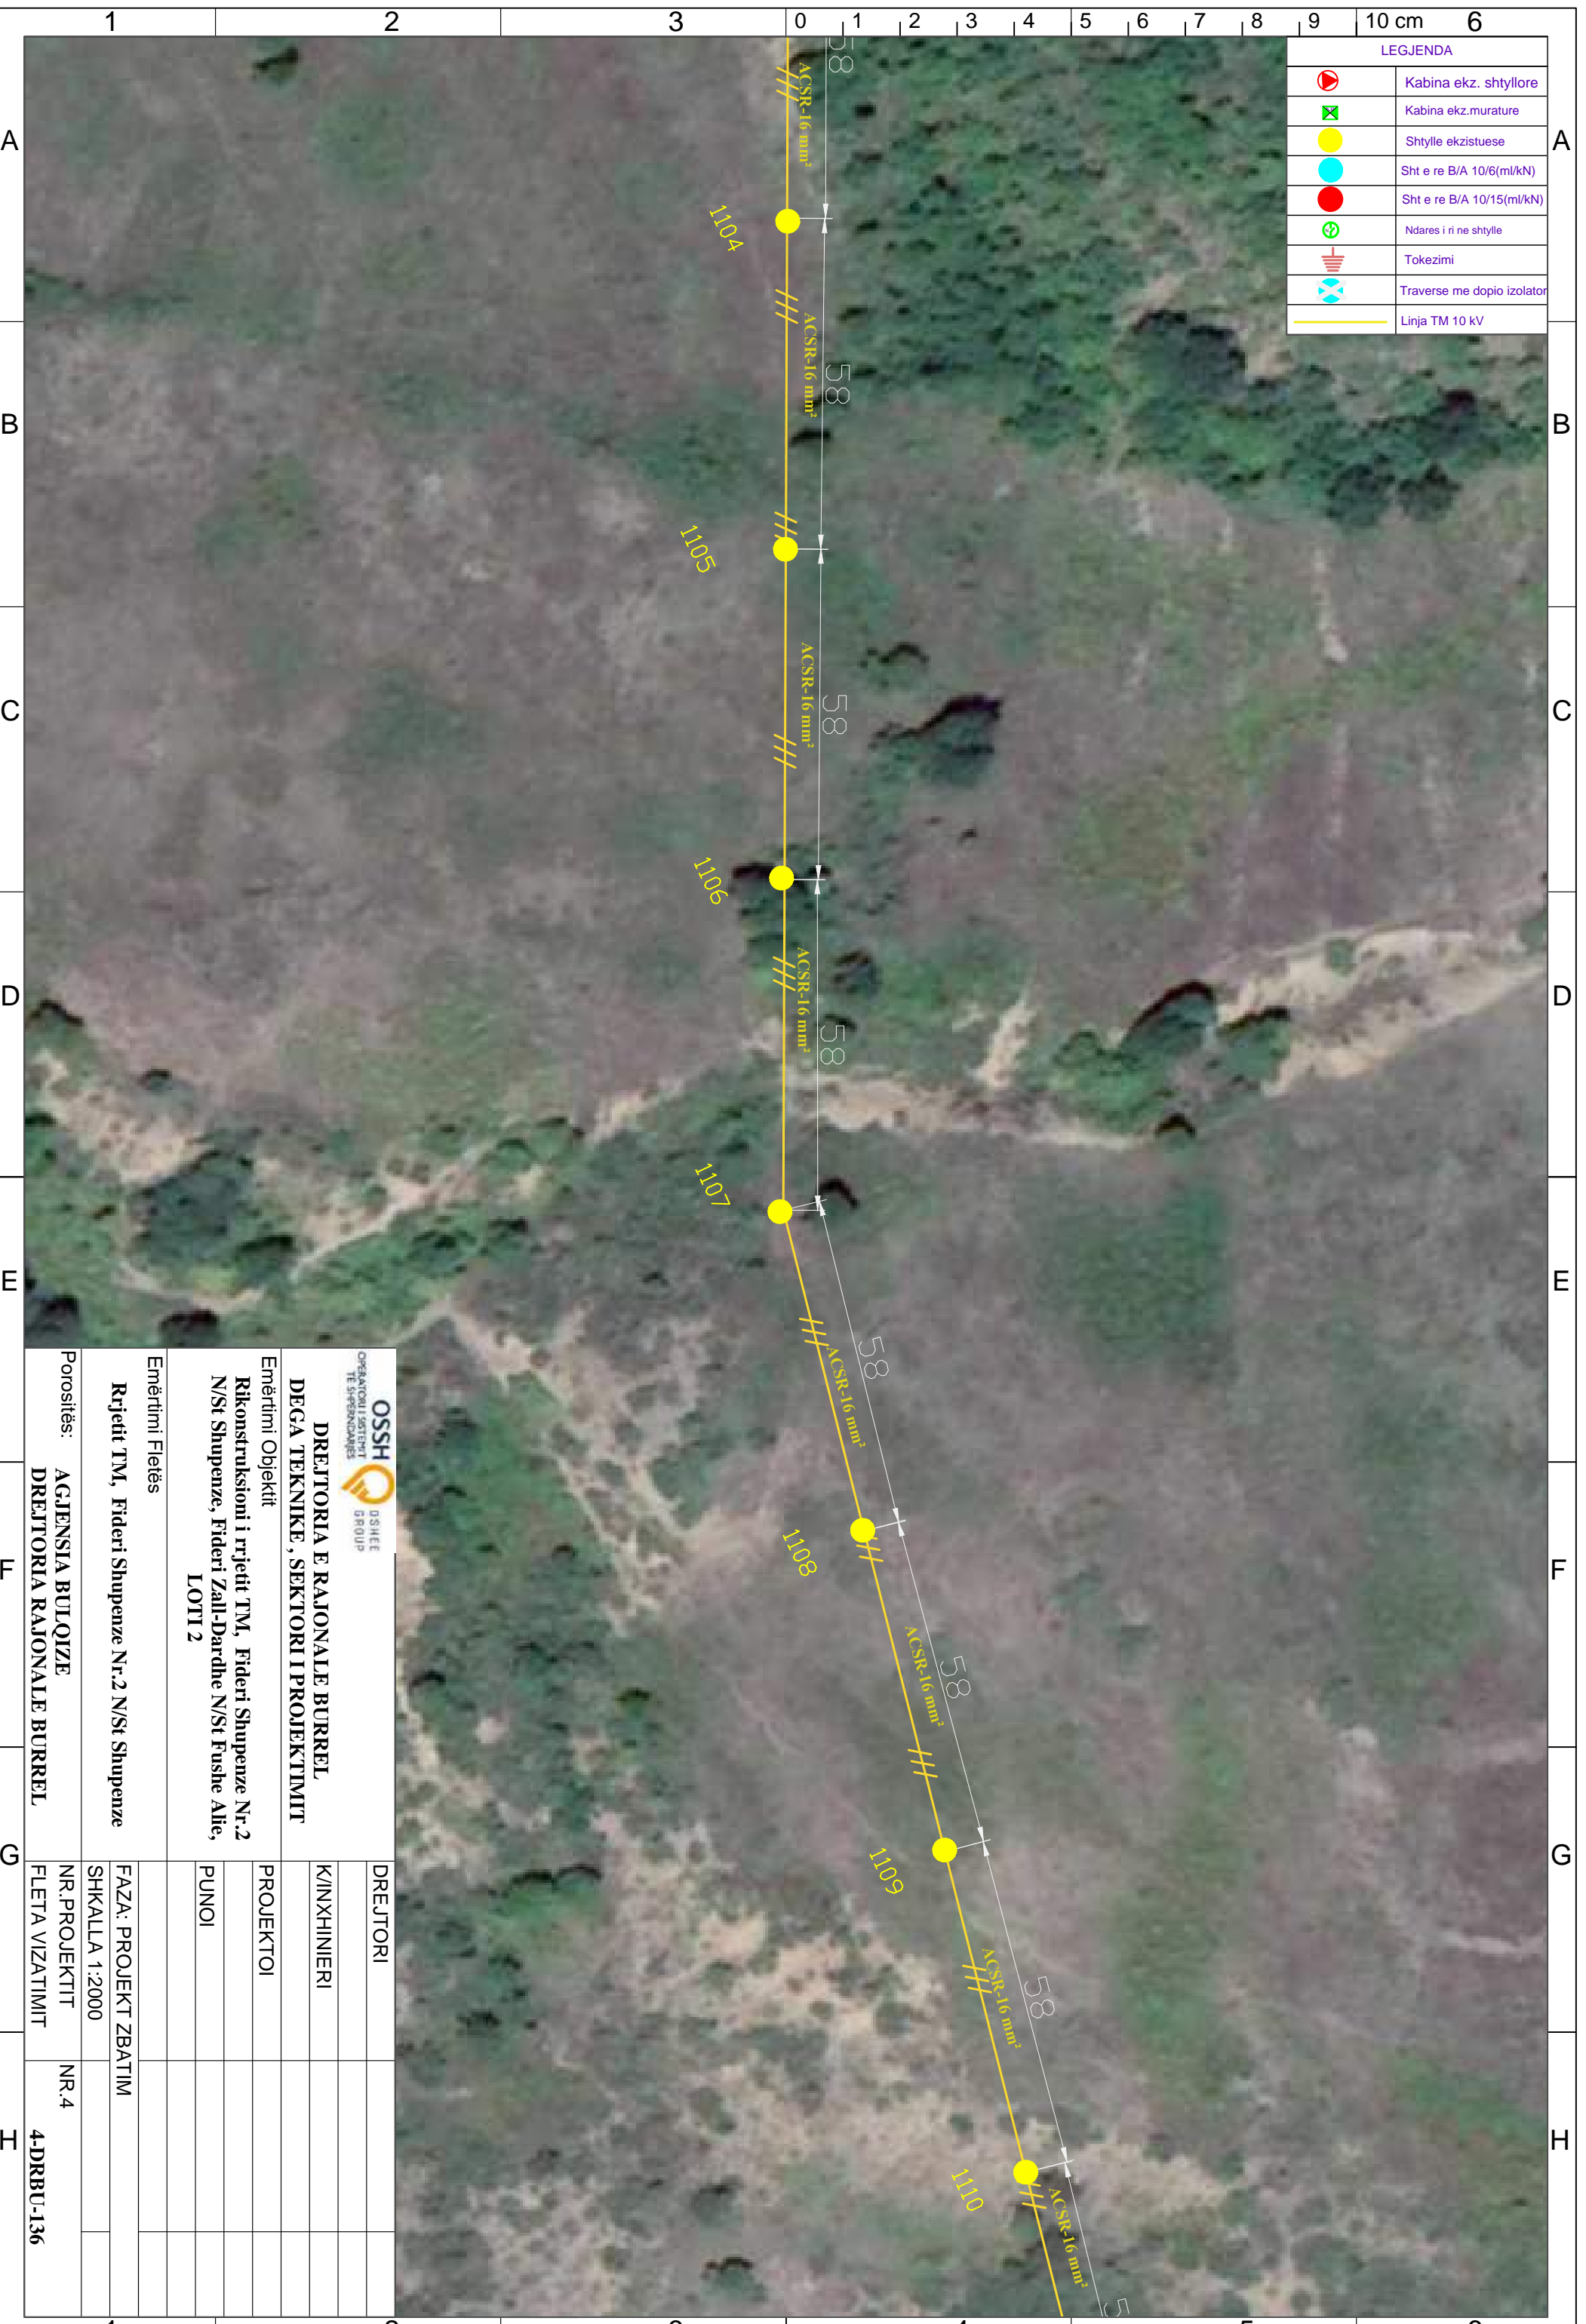 1 2 3 0 1 2 3 4 5 6 7 8 9 10 cm 6
LEGJENDA
Kabina ekz. shtyllore
Kabina ekz.murature
Shtylle ekzistuese
Sht e re B/A 10/6(ml/kN)
Sht e re B/A 10/15(ml/kN)
Ndares i ri ne shtylle
Tokezimi
Traverse me dopio izolator
Linja TM 10 kV
A A
B B
C C
D D
E E
F F
G G
H H
58
ACSR-16 mm²
1104
ACSR-16 mm²
58
1105
ACSR-16 mm²
58
1106
ACSR-16 mm²
58
1107
58
ACSR-16 mm²
1108
58
ACSR-16 mm²
1109
58
ACSR-16 mm²
1110
ACSR-16 mm²
OSSH
OPERATORI I SISTEMIT
TË SHPËRNDARJES
OSHEE
GROUP
DREJTORIA E RAJONALE BURREL
DEGA TEKNIKE , SEKTORI I PROJEKTIMIT
Emërtimi Objektit
Rikonstruksioni i rrjetit TM, Fideri Shupenze Nr.2
N/St Shupenze, Fideri Zall-Dardhe N/St Fushe Alie,
LOTI 2
Emërtimi Fletës
Rrjetit TM, Fideri Shupenze Nr.2 N/St Shupenze
Porositës:
AGJENSIA BULQIZE
DREJTORIA RAJONALE BURREL
DREJTORI
K/INXHINIERI
PROJEKTOI
PUNOI
FAZA: PROJEKT ZBATIM
SHKALLA 1:2000
NR.PROJEKTIT NR.4
FLETA VIZATIMIT 4-DRBU-136